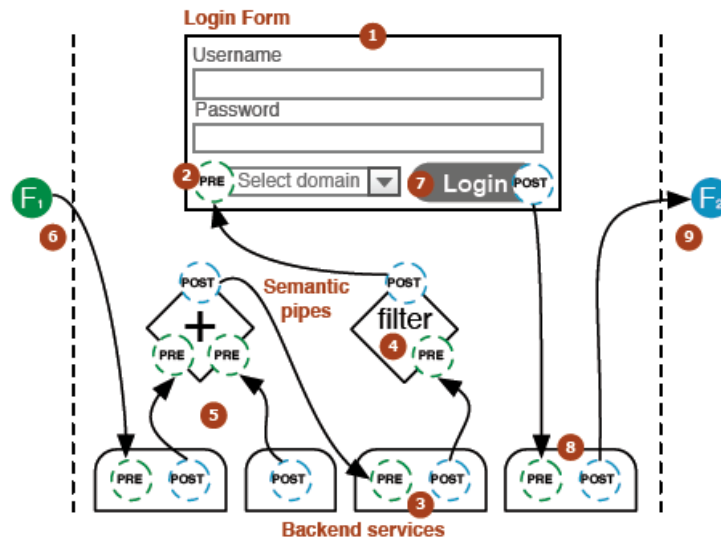 Login Form
1
Username
Password
2 PRE Select domain 7 Login POST
F1 F2
6 9
POST Semantic pipes POST
+ filter
4
PRE PRE PRE
5
8
PRE POST POST PRE POST PRE POST
3
Backend services